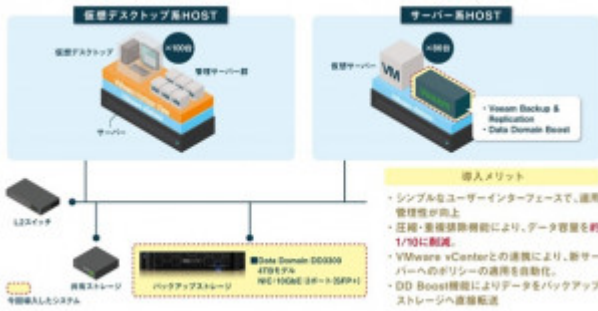 仮想デスクトップ系HOST
×100台
仮想デスクトップ
管理サーバー群
サーバー
サーバー系HOST
仮想サーバー
VM
veeam
・Veeam Backup &
Replication
・Data Domain Boost
L2スイッチ
共有ストレージ
バックアップストレージ
■Data Domain DD3300
4TBモデル
NIC:10GbE 2ポート(SFP+)
今回導入したシステム
導入メリット
・シンプルなユーザーインターフェースで、運用
管理性が向上
・圧縮・重複排除機能により、データ容量を約
1/10に削減。
・VMware vCenterとの連携により、新サー
バーへのポリシーの適用を自動化。
・DD Boost機能によりデータをバックアップ
ストレージへ直接転送